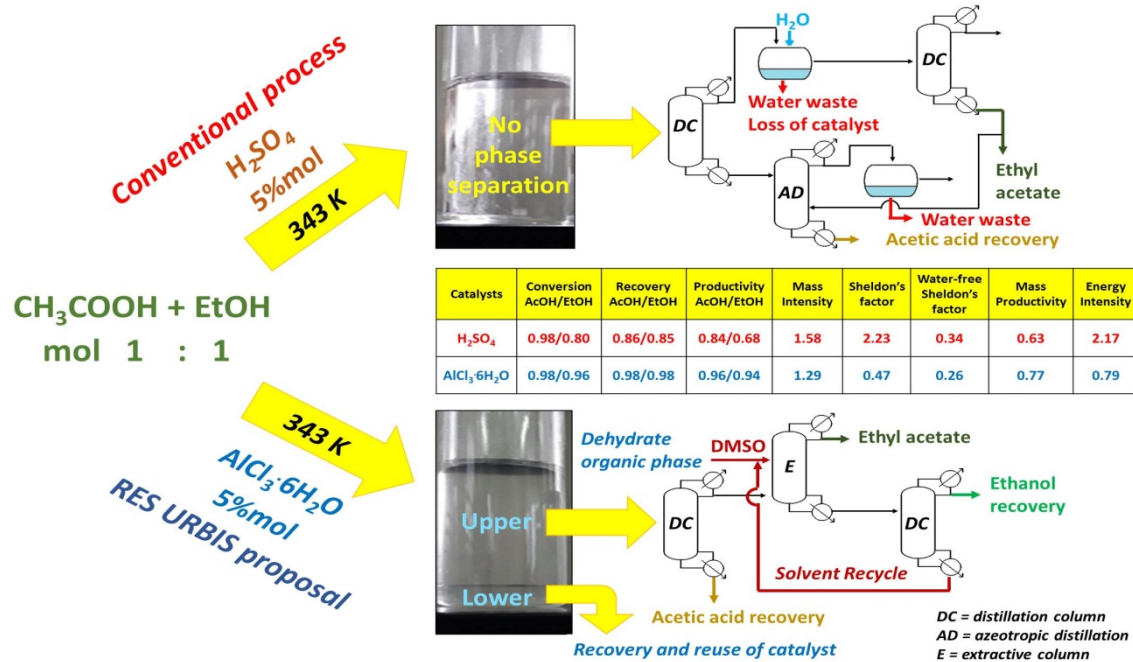 Conventional process
H₂SO₄
5%mol
343 K
No
phase
separation
H₂O
DC
DC
Water waste
Loss of catalyst
AD
Ethyl
acetate
Water waste
Acetic acid recovery
CH₃COOH + EtOH
mol 1 : 1
Catalysts | Conversion AcOH/EtOH | Recovery AcOH/EtOH | Productivity AcOH/EtOH | Mass Intensity | Sheldon's factor | Water-free Sheldon's factor | Mass Productivity | Energy Intensity
H₂SO₄ | 0.98/0.80 | 0.86/0.85 | 0.84/0.68 | 1.58 | 2.23 | 0.34 | 0.63 | 2.17
AlCl₃·6H₂O | 0.98/0.96 | 0.98/0.98 | 0.96/0.94 | 1.29 | 0.47 | 0.26 | 0.77 | 0.79
343 K
AlCl₃·6H₂O
5%mol
RES URBIS proposal
Upper
Lower
Dehydrate
organic phase
DMSO
E
Ethyl acetate
DC
DC
Ethanol
recovery
Solvent Recycle
Acetic acid recovery
Recovery and reuse of catalyst
DC = distillation column
AD = azeotropic distillation
E = extractive column